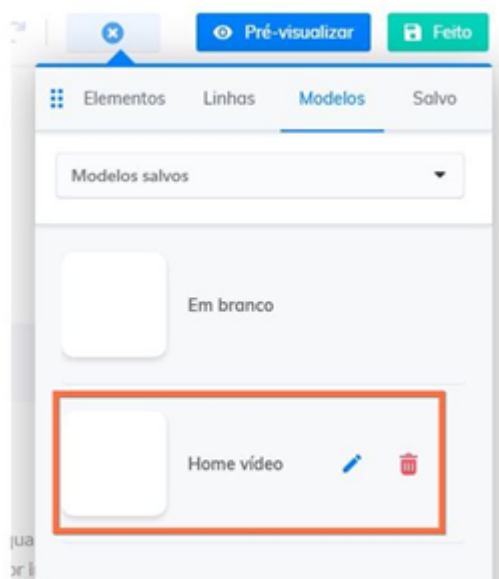 Pré-visualizar Feito
Elementos Linhas Modelos Salvo
Modelos salvos
Em branco
Home vídeo